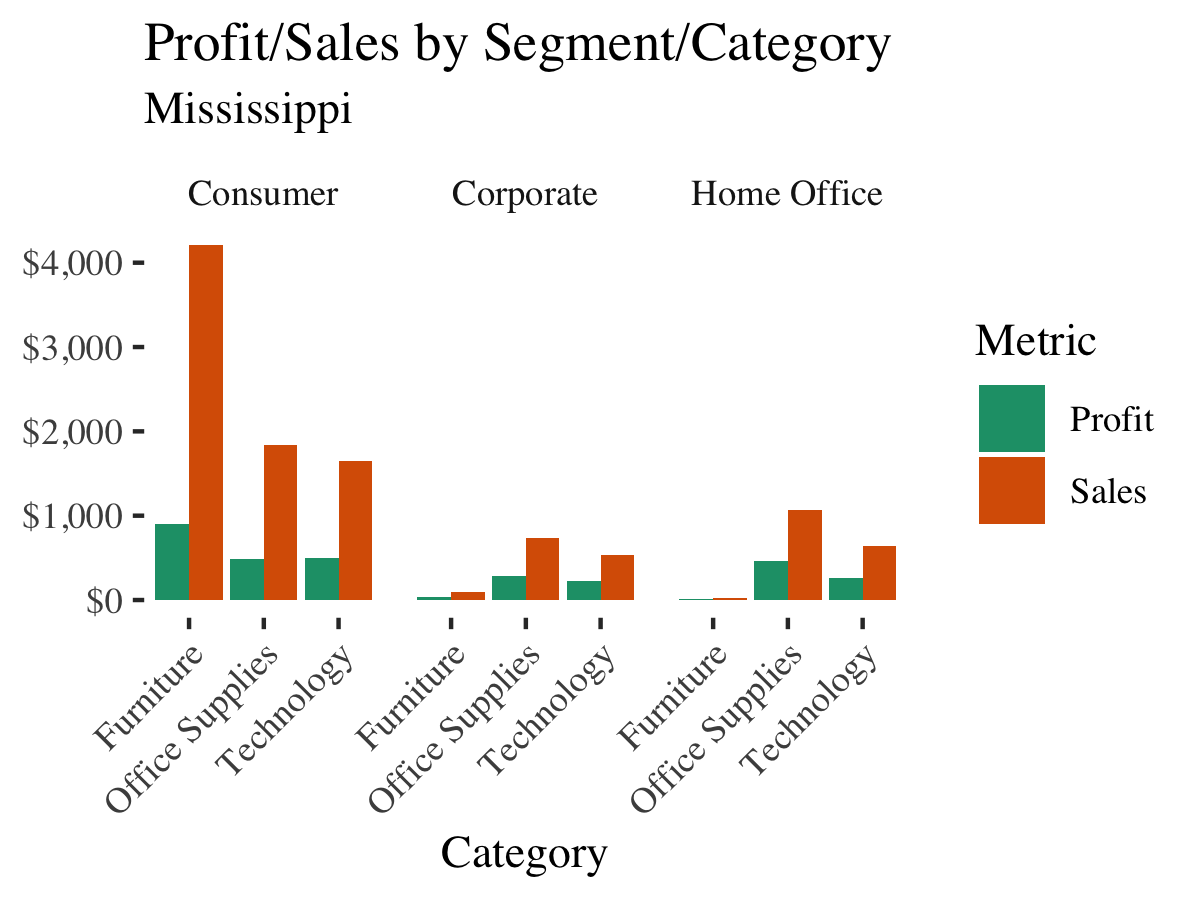 Profit/Sales by Segment/Category
Mississippi
Consumer
Corporate
Home Office
$4,000
$3,000
$2,000
$1,000
$0
Furniture
Office Supplies
Technology
Furniture
Office Supplies
Technology
Furniture
Office Supplies
Technology
Category
Metric
Profit
Sales